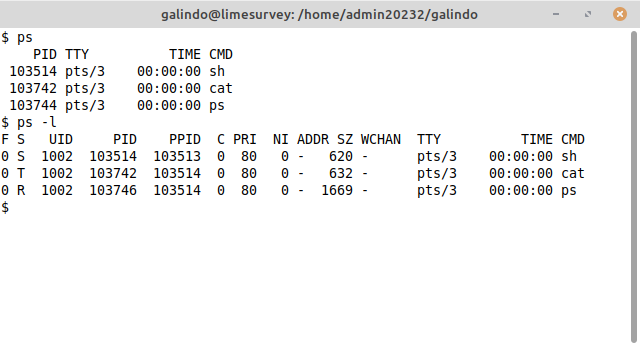 galindo@limesurvey: /home/admin20232/galindo
$ ps
    PID TTY          TIME CMD
 103514 pts/3    00:00:00 sh
 103742 pts/3    00:00:00 cat
 103744 pts/3    00:00:00 ps
$ ps -l
F S   UID     PID    PPID  C PRI  NI ADDR SZ WCHAN  TTY          TIME CMD
0 S  1002  103514  103513  0  80   0 -   620 -      pts/3    00:00:00 sh
0 T  1002  103742  103514  0  80   0 -   632 -      pts/3    00:00:00 cat
0 R  1002  103746  103514  0  80   0 -  1669 -      pts/3    00:00:00 ps
$